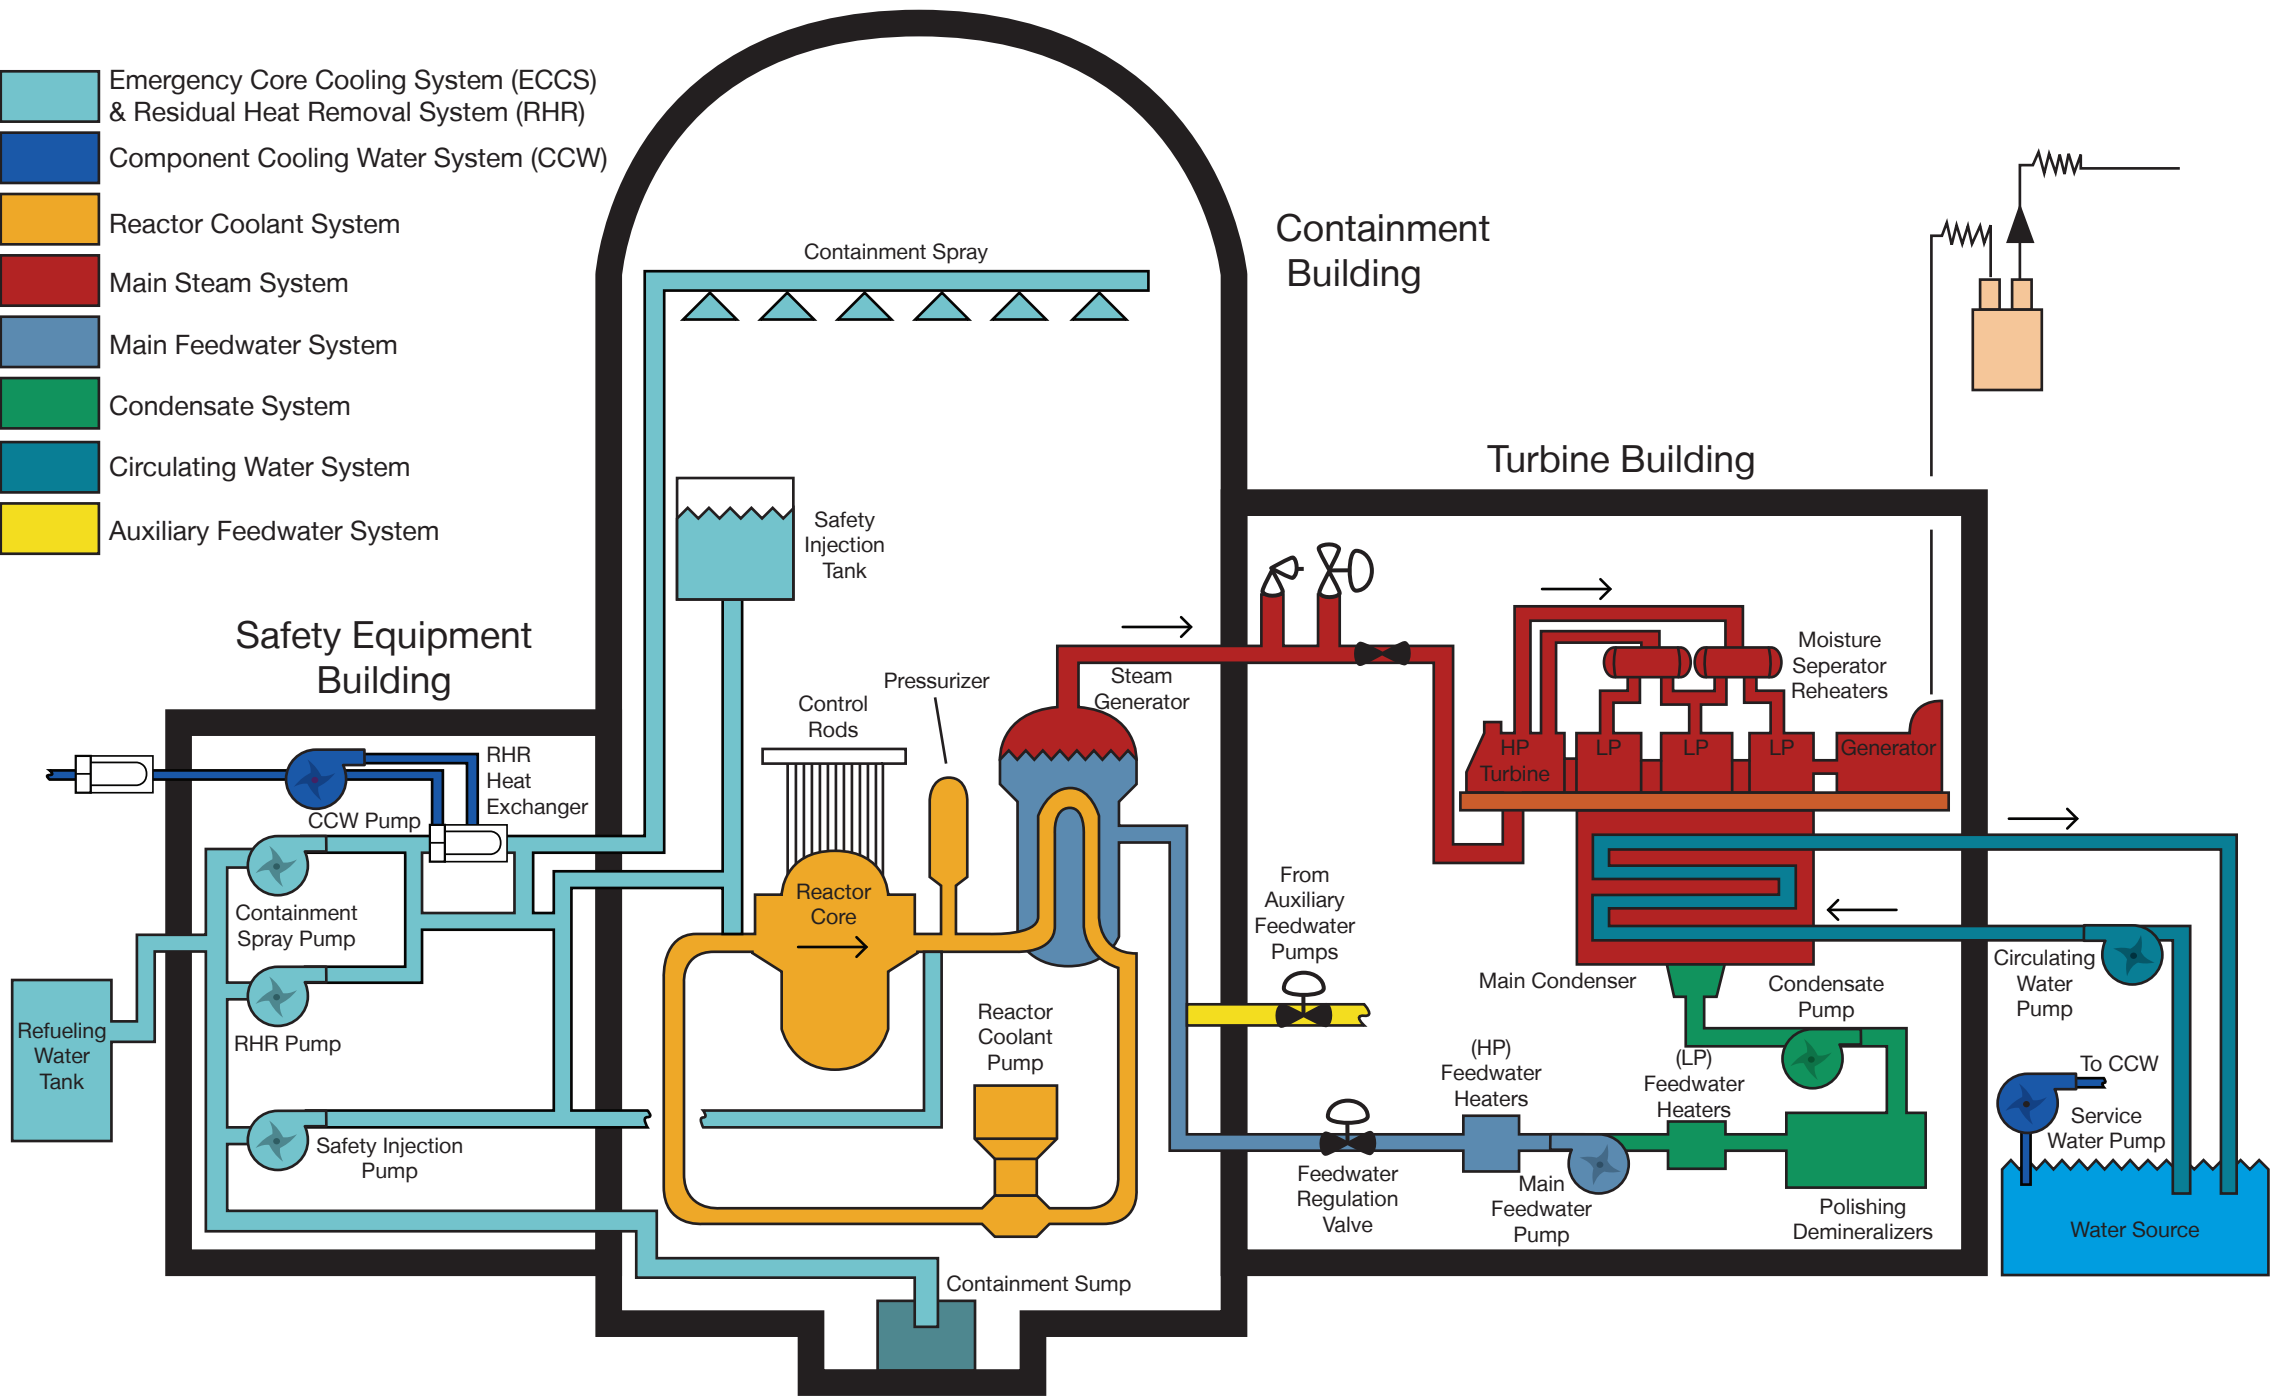 Emergency Core Cooling System (ECCS)
& Residual Heat Removal System (RHR)
Component Cooling Water System (CCW)
Reactor Coolant System
Main Steam System
Main Feedwater System
Condensate System
Circulating Water System
Auxiliary Feedwater System
Containment
Building
Containment Spray
Turbine Building
Safety
Injection
Tank
Safety Equipment
Building
Control
Rods
Pressurizer
Steam
Generator
Moisture
Seperator
Reheaters
HP
Turbine
LP
LP
LP
Generator
RHR
Heat
Exchanger
CCW Pump
Containment
Spray Pump
RHR Pump
Refueling
Water
Tank
Safety Injection
Pump
Reactor
Core
Reactor
Coolant
Pump
Containment Sump
From
Auxiliary
Feedwater
Pumps
Main Condenser
Condensate
Pump
Circulating
Water
Pump
(HP)
Feedwater
Heaters
(LP)
Feedwater
Heaters
Feedwater
Regulation
Valve
Main
Feedwater
Pump
Polishing
Demineralizers
To CCW
Service
Water Pump
Water Source